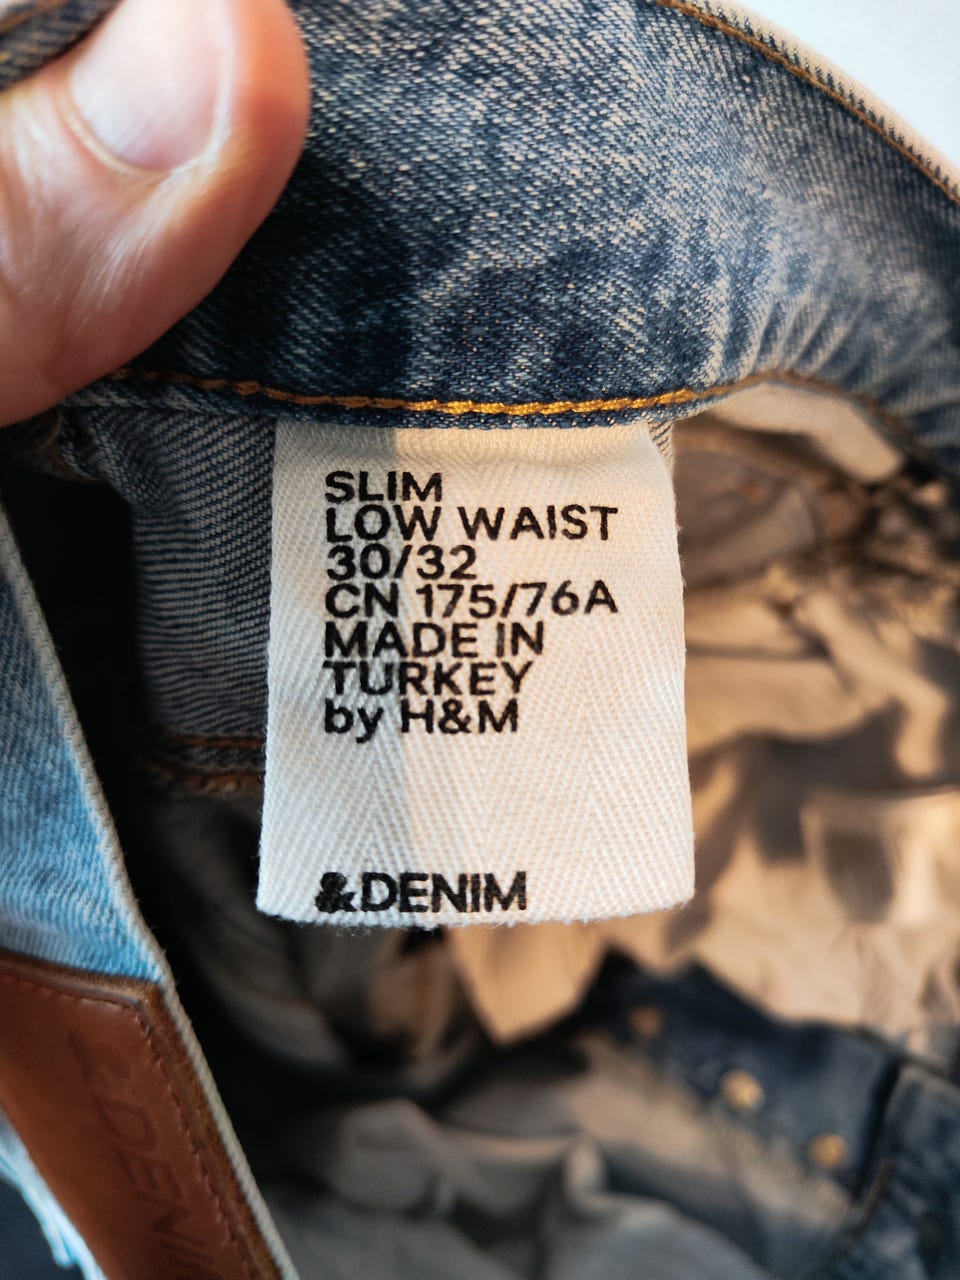 SLIM
LOW WAIST
30/32
CN 175/76A
MADE IN
TURKEY
by H&M
&DENIM